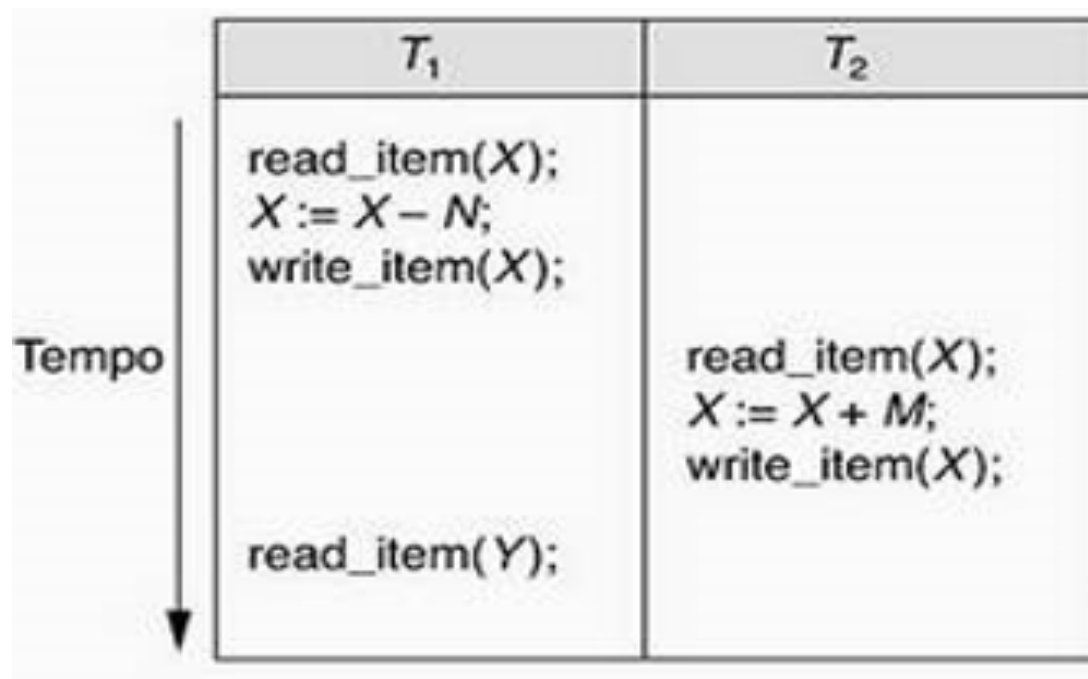 T₁ T₂
read_item(X);
X := X – N;
write_item(X);
Tempo
read_item(X);
X := X + M;
write_item(X);
read_item(Y);